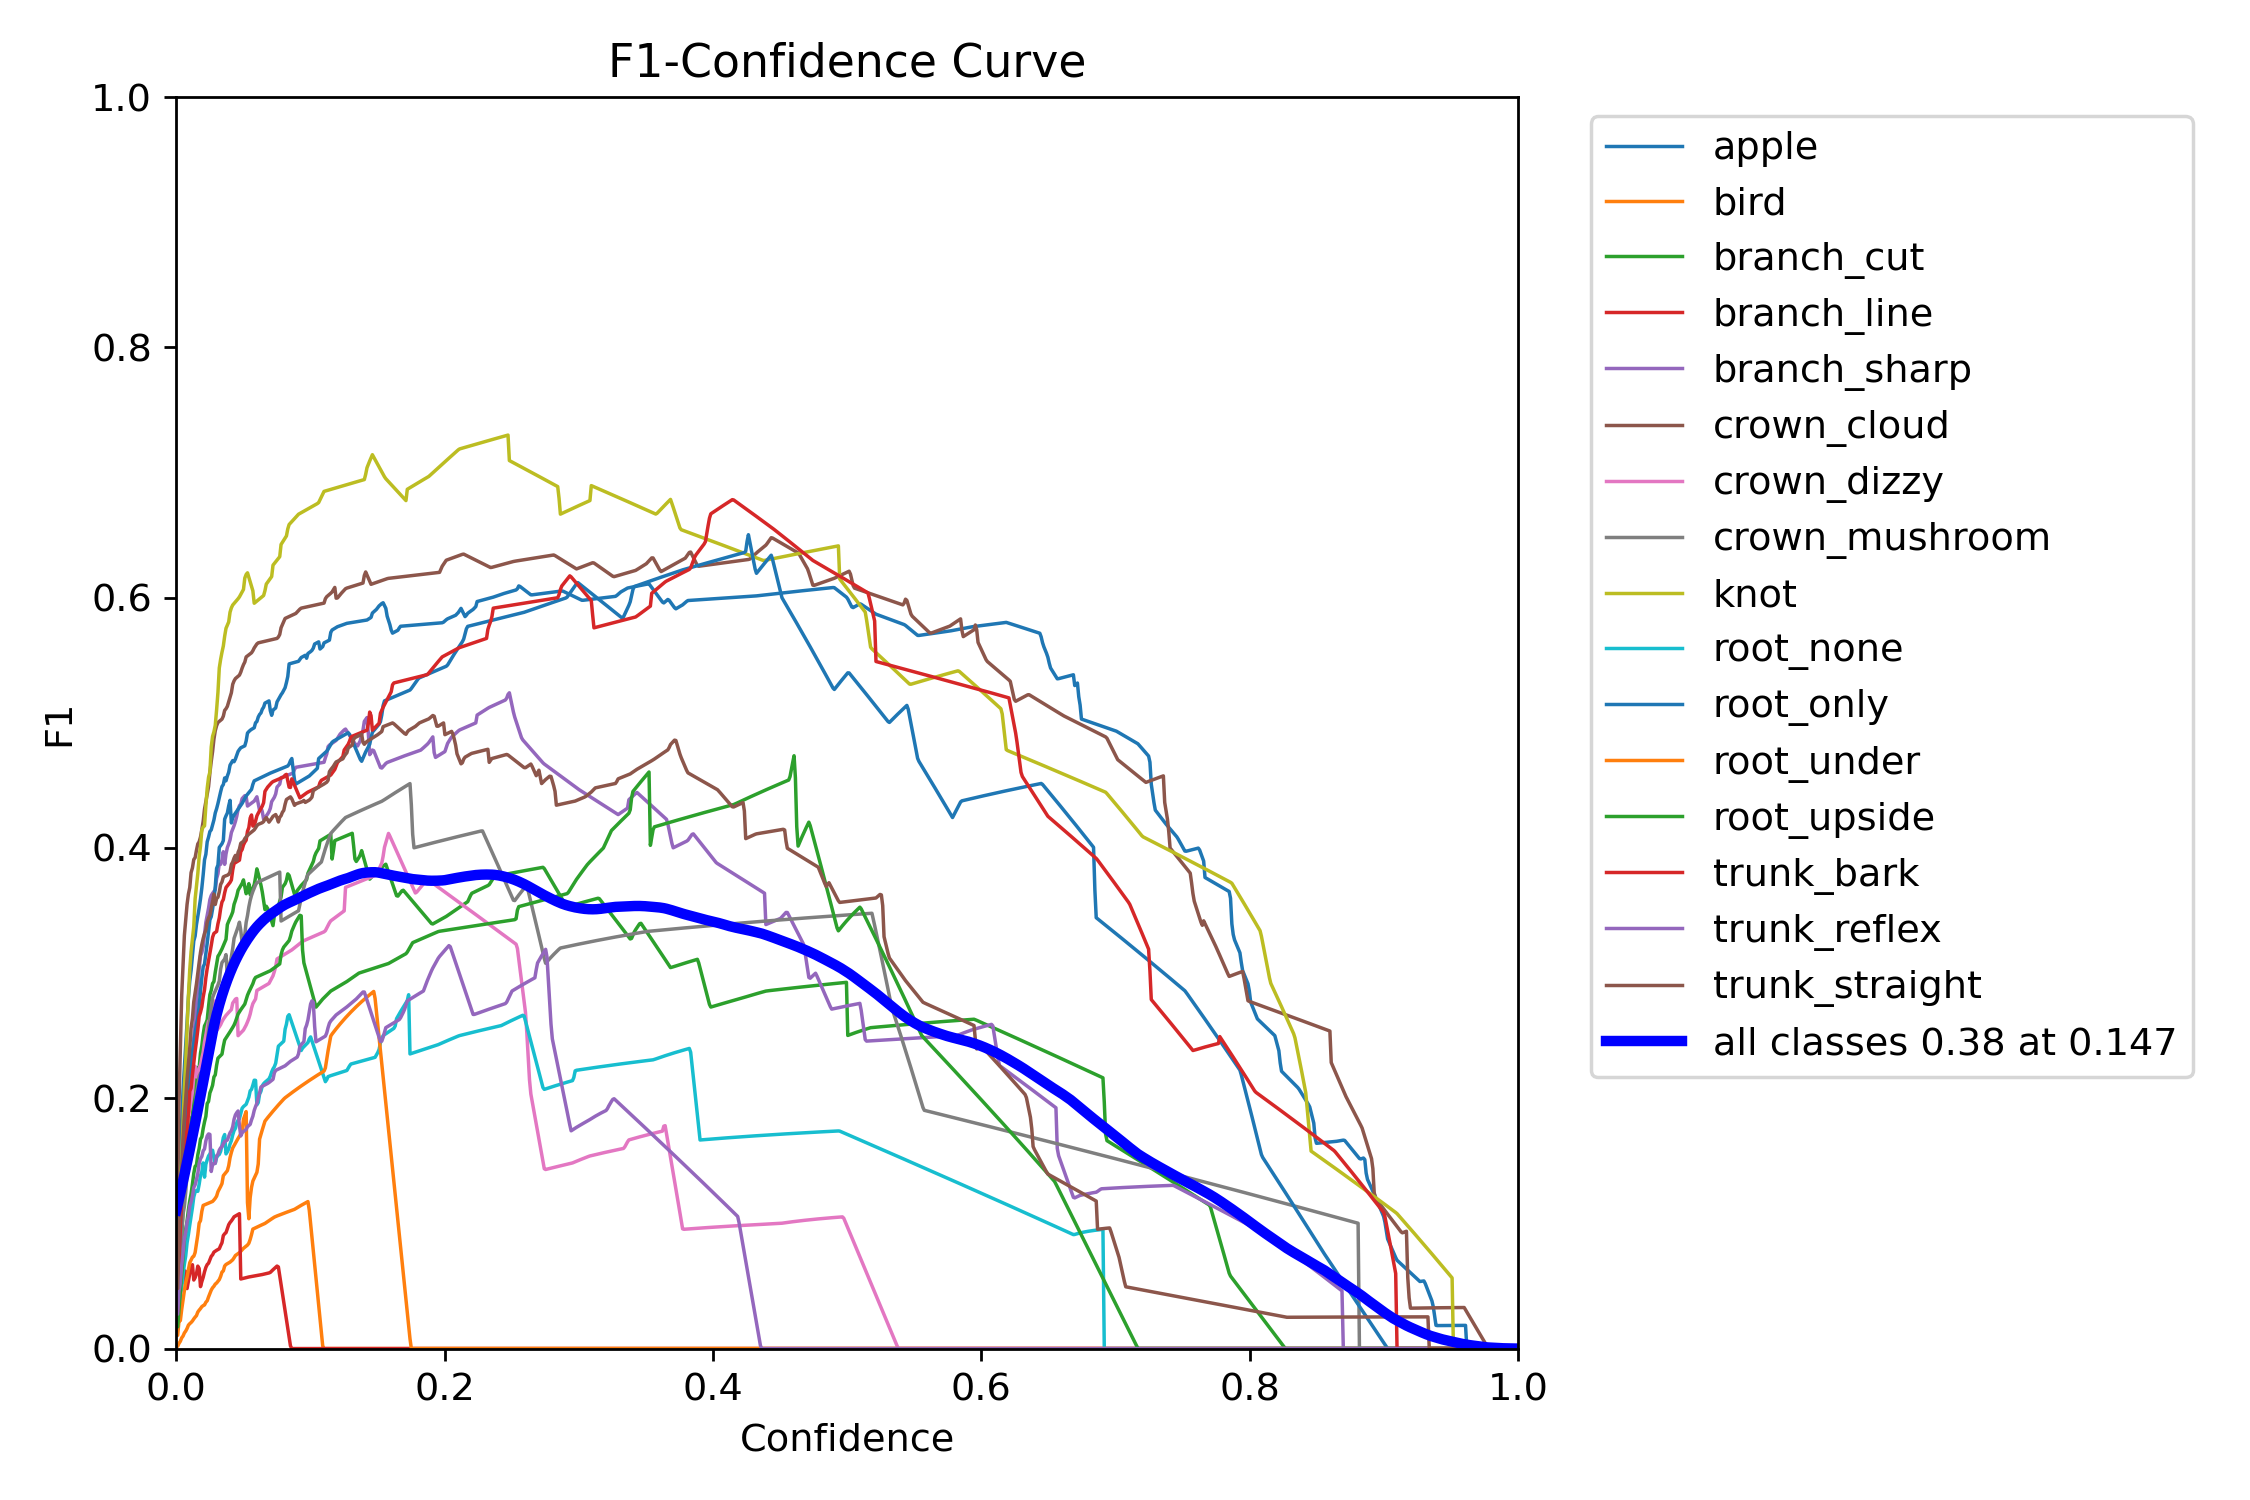 F1-Confidence Curve
1.0
0.8
0.6
0.4
0.2
0.0
F1
0.0 0.2 0.4 0.6 0.8 1.0
Confidence
apple
bird
branch_cut
branch_line
branch_sharp
crown_cloud
crown_dizzy
crown_mushroom
knot
root_none
root_only
root_under
root_upside
trunk_bark
trunk_reflex
trunk_straight
all classes 0.38 at 0.147